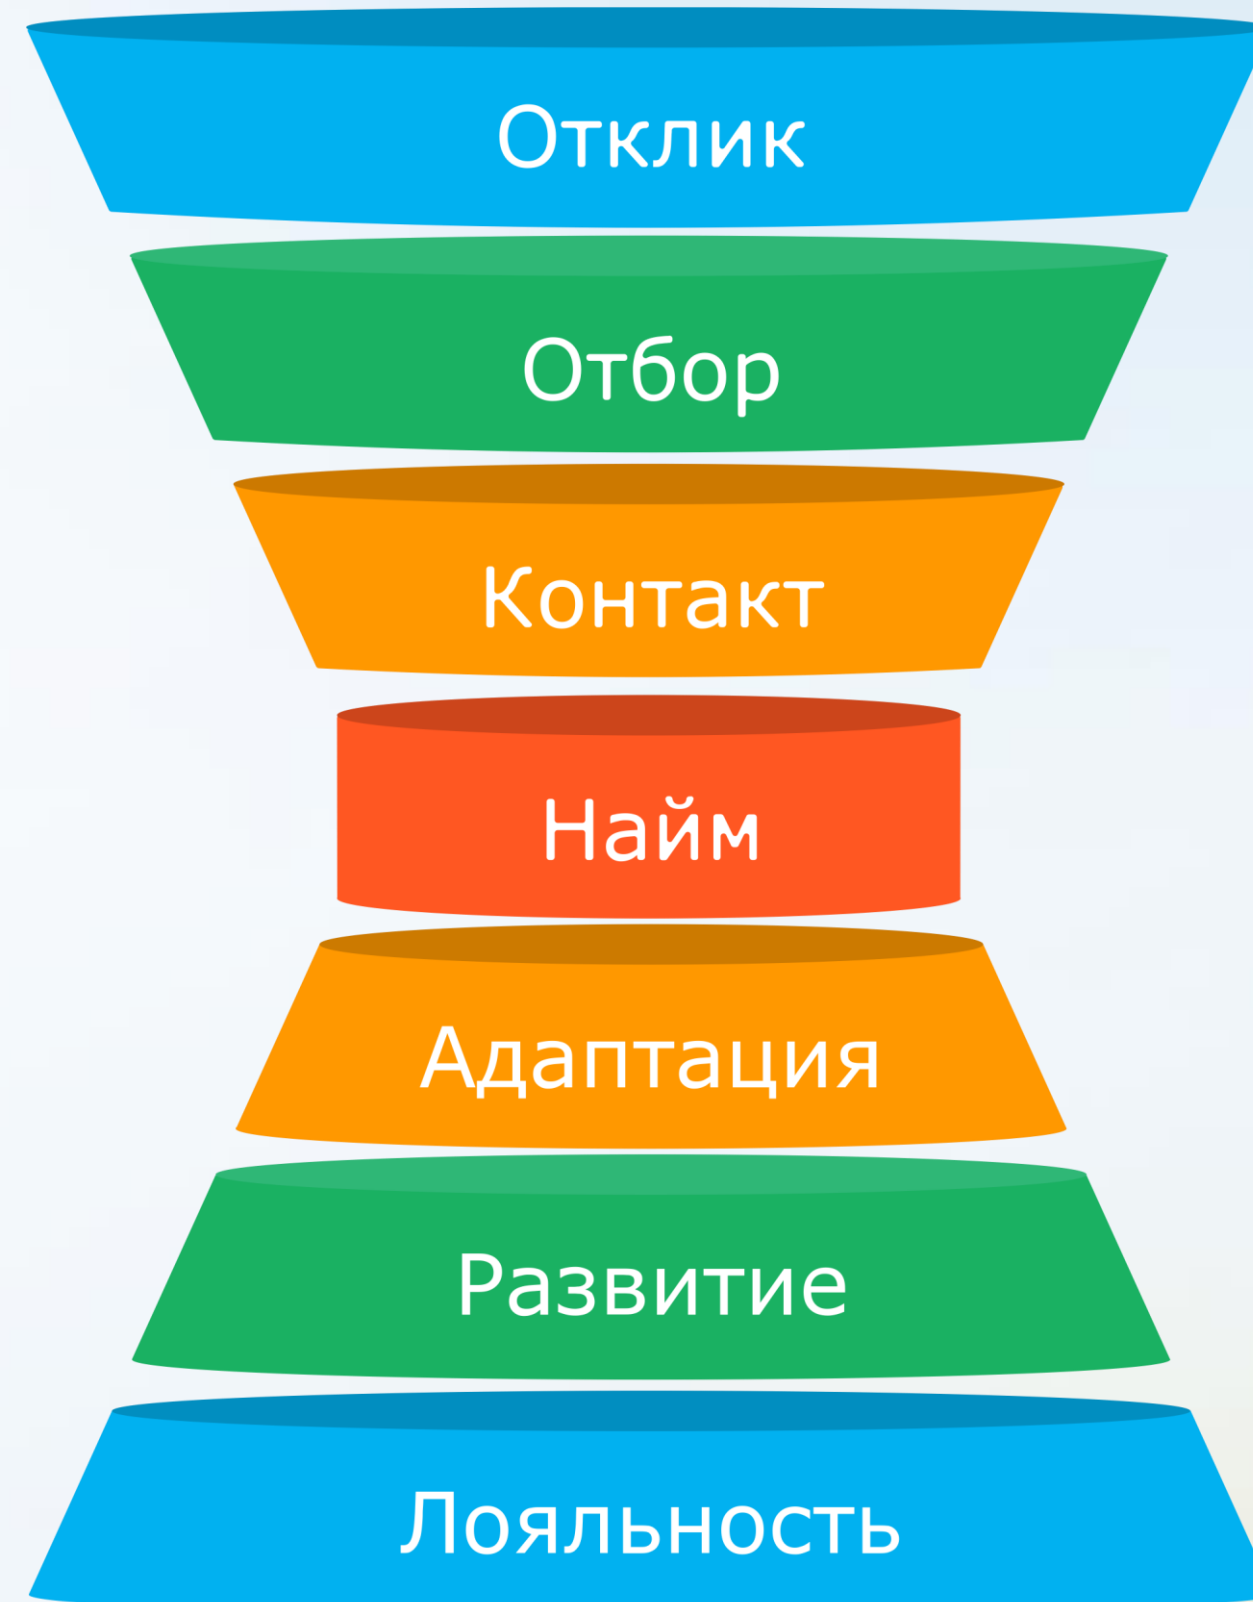 Отклик
Отбор
Контакт
Найм
Адаптация
Развитие
Лояльность